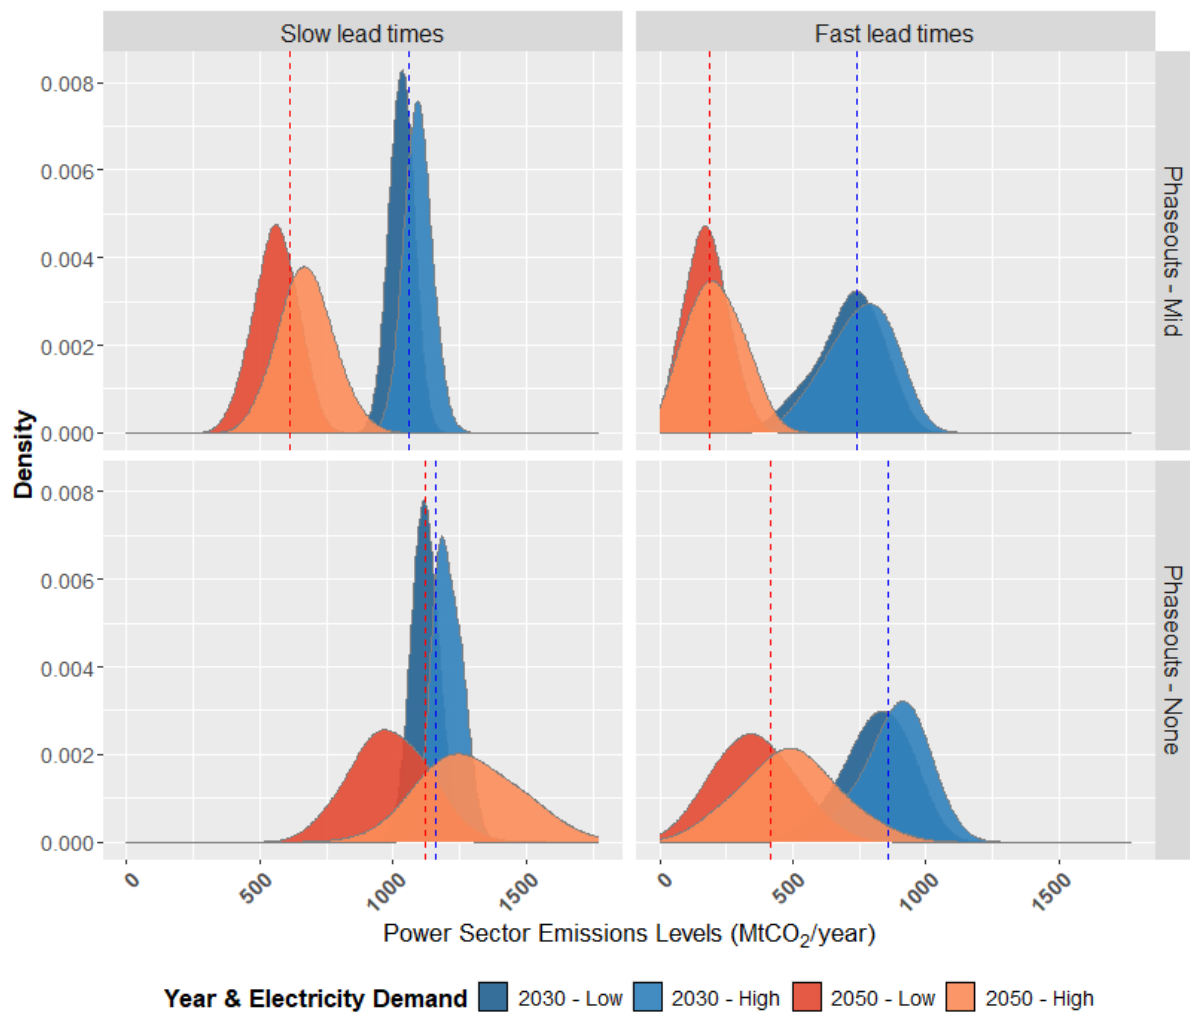 Slow lead times
Fast lead times
0.008
0.006
0.004
0.002
0.000
Phaseouts - Mid
Density
0.008
0.006
0.004
0.002
0.000
Phaseouts - None
0
500
1000
1500
0
500
1000
1500
Power Sector Emissions Levels (MtCO₂/year)
Year & Electricity Demand
2030 - Low
2030 - High
2050 - Low
2050 - High